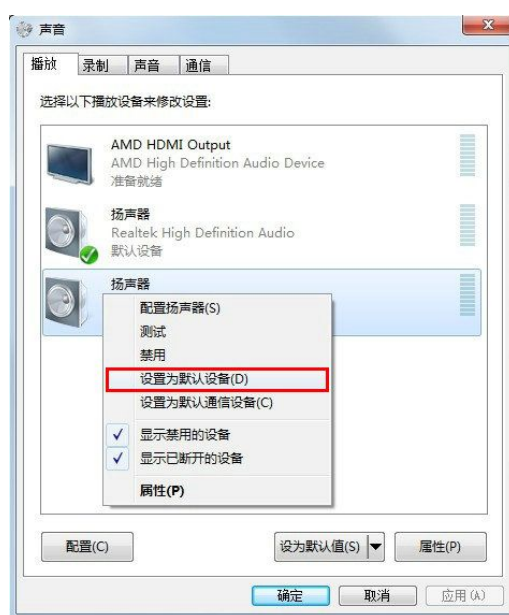 声音
播放 录制 声音 通信
选择以下播放设备来修改设置:
AMD HDMI Output
AMD High Definition Audio Device
准备就绪
扬声器
Realtek High Definition Audio
默认设备
扬声器
配置扬声器(S)
测试
禁用
设置为默认设备(D)
设置为默认通信设备(C)
显示禁用的设备
显示已断开的设备
属性(P)
配置(C) 设为默认值(S) 属性(P)
确定 取消 应用(A)